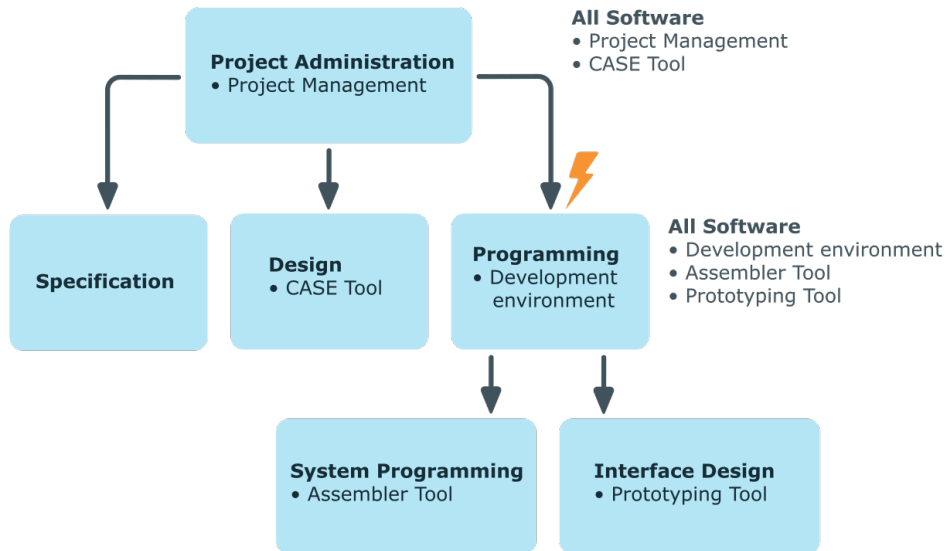 Project Administration
• Project Management
All Software
• Project Management
• CASE Tool
Specification
Design
• CASE Tool
Programming
• Development
environment
All Software
• Development environment
• Assembler Tool
• Prototyping Tool
System Programming
• Assembler Tool
Interface Design
• Prototyping Tool